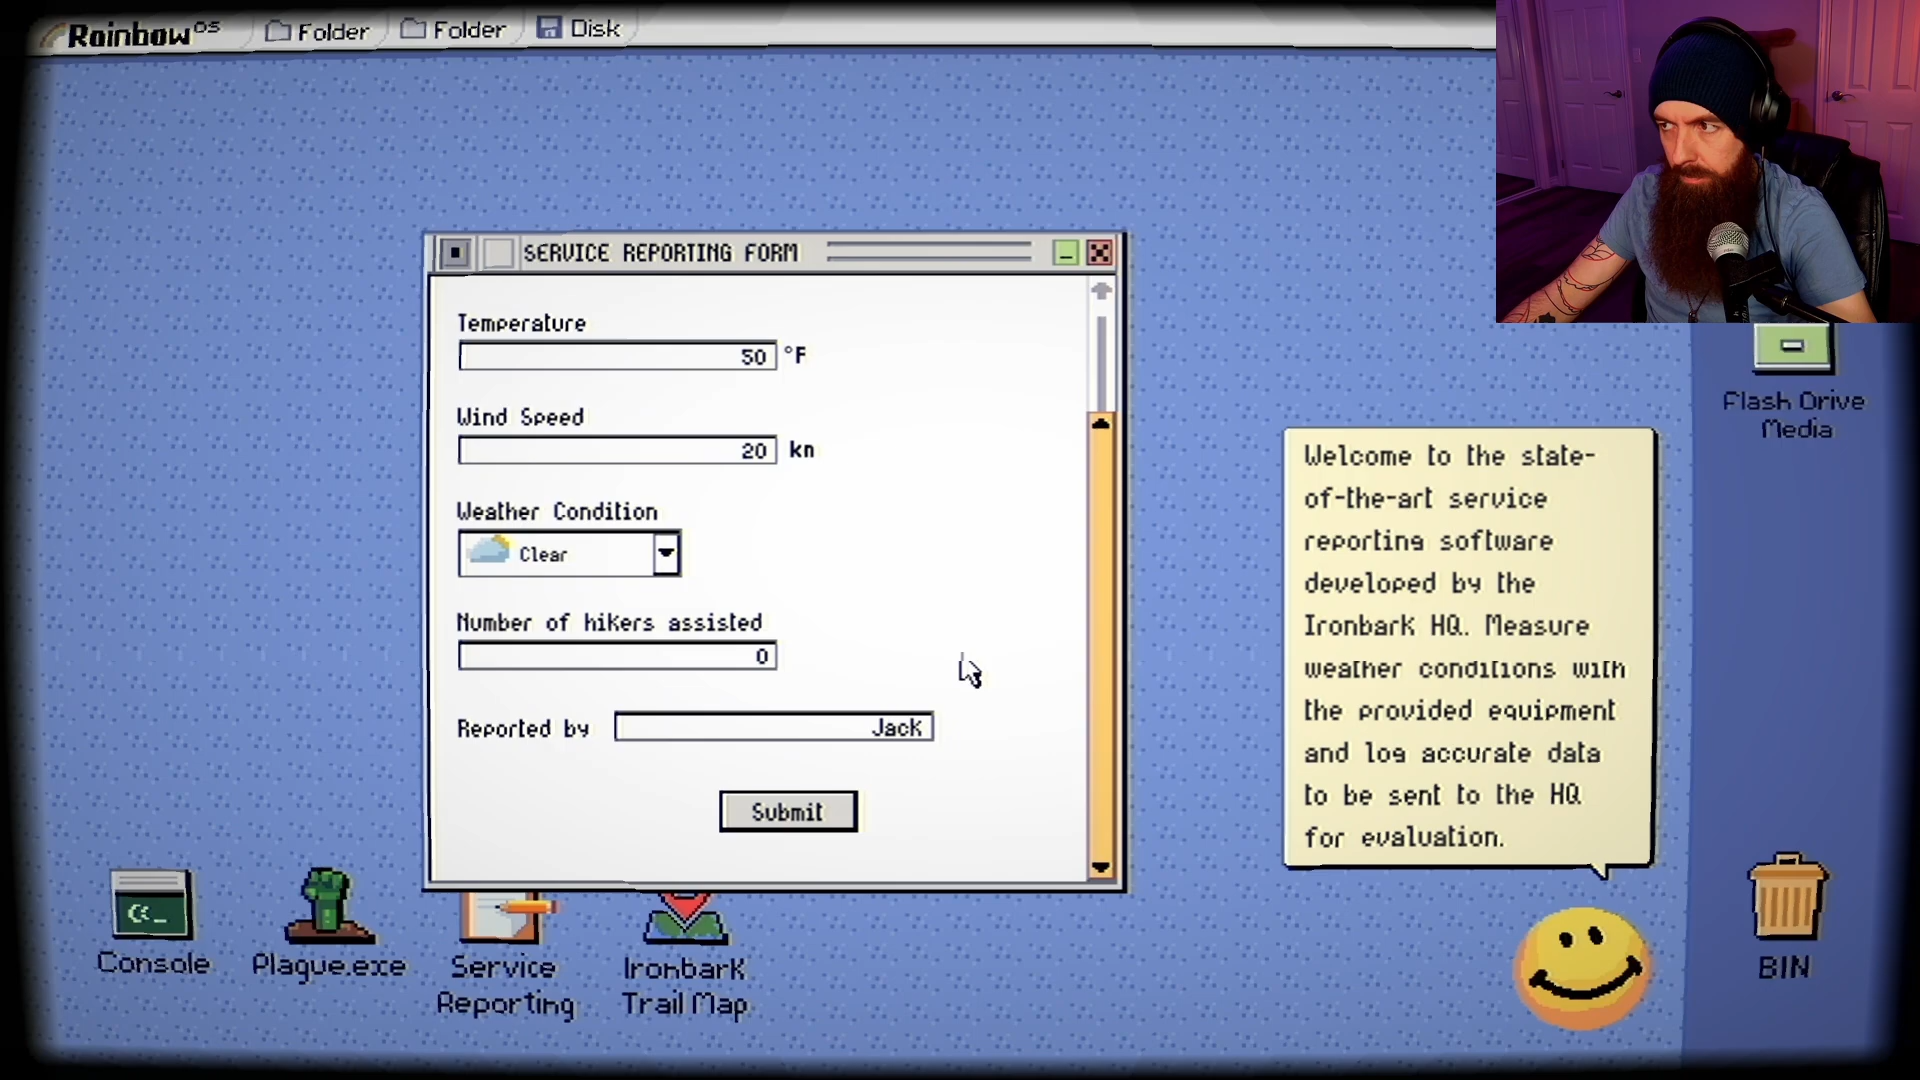 Rainbow OS
Folder
Folder
Disk
SERVICE REPORTING FORM
Temperature
50 °F
Wind Speed
20 kn
Weather Condition
Clear
Number of hikers assisted
0
Reported by Jack
Submit
Flash Drive
Media
Welcome to the state-
of-the-art service
reporting software
developed by the
Ironbark HQ. Measure
weather conditions with
the provided equipment
and log accurate data
to be sent to the HQ
for evaluation.
Console
Plague.exe
Service
Reporting
Ironbark
Trail Map
BIN